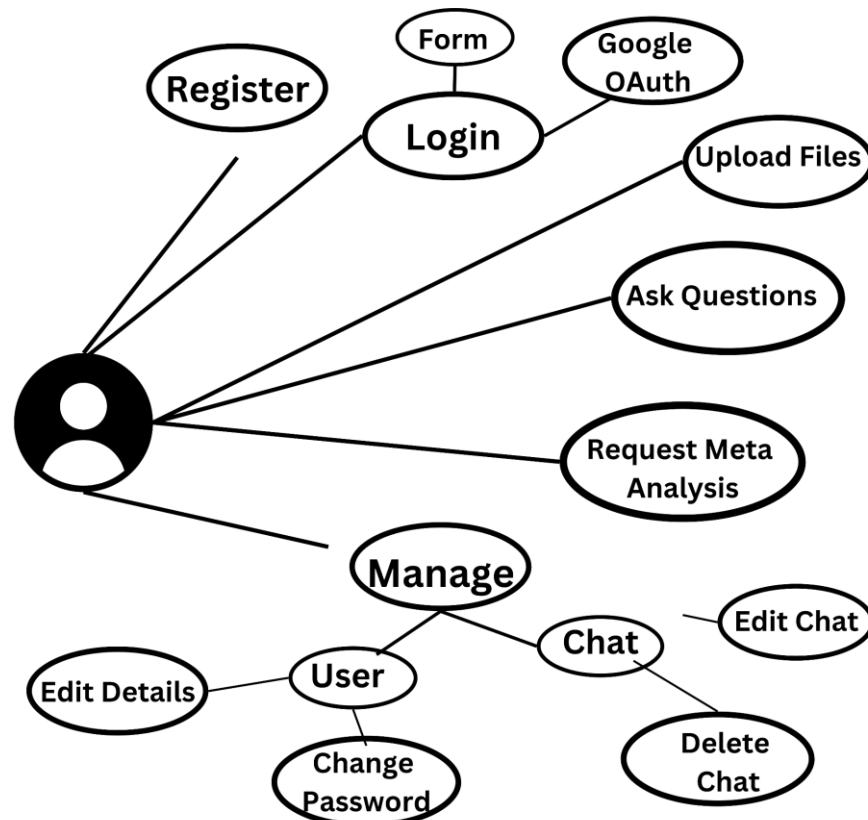 Form
Google
OAuth
Register
Login
Upload Files
Ask Questions
Request Meta
Analysis
Manage
Edit Chat
Chat
User
Edit Details
Delete
Chat
Change
Password